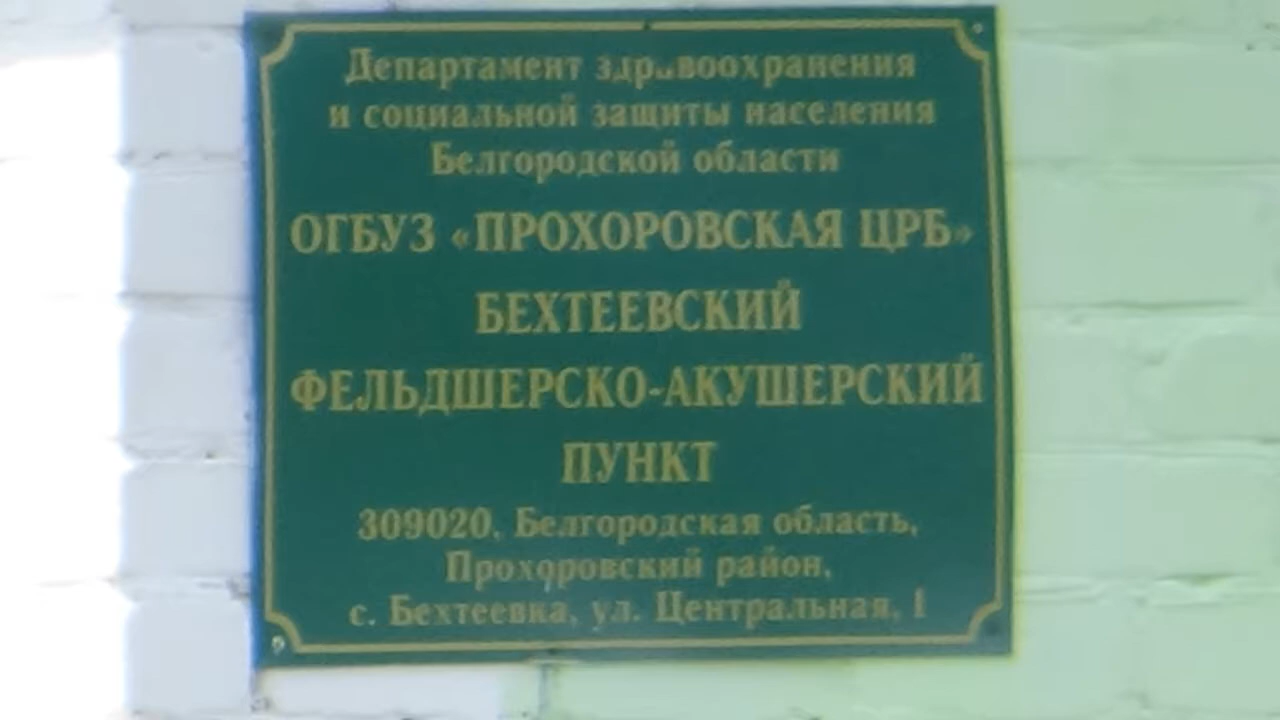 Департамент здравоохранения
и социальной защиты населения
Белгородской области
ОГБУЗ «ПРОХОРОВСКАЯ ЦРБ»
БЕХТЕЕВСКИЙ
ФЕЛЬДШЕРСКО-АКУШЕРСКИЙ
ПУНКТ
309020, Белгородская область,
Прохоровский район,
с. Бехтеевка, ул. Центральная, 1